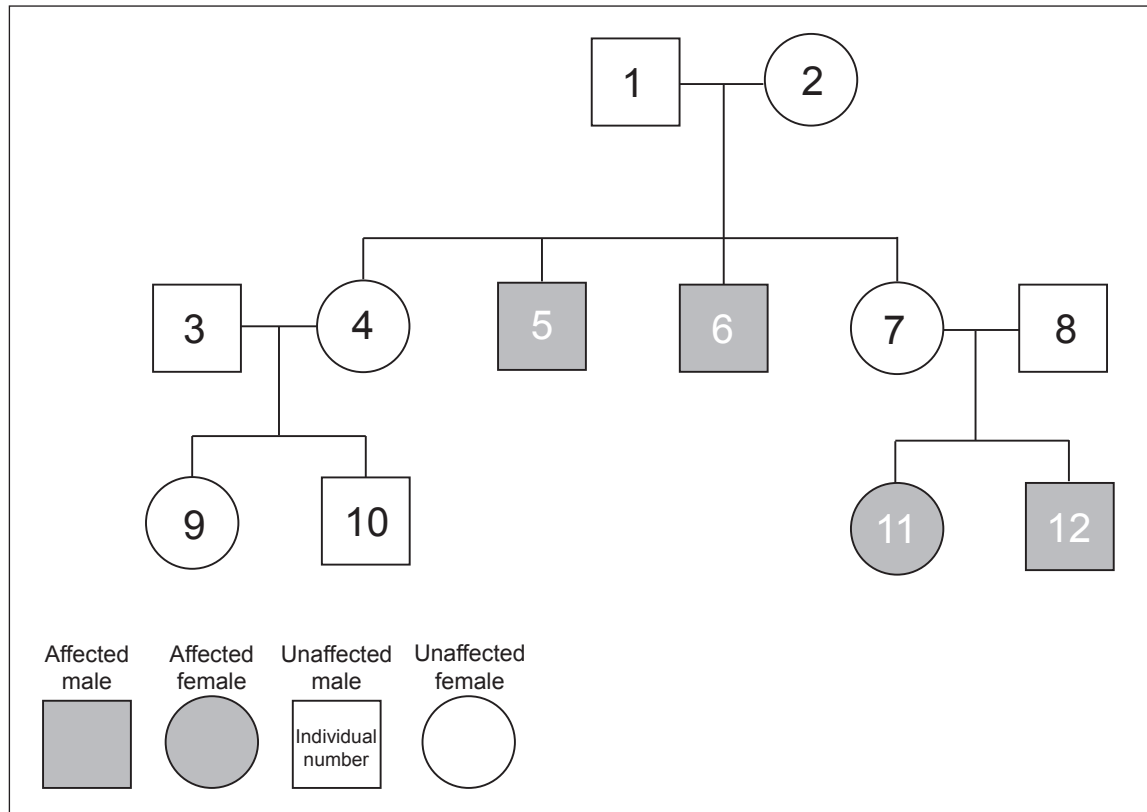 1 2
3 4 5 6 7 8
9 10 11 12
Affected male
Affected female
Unaffected male
Unaffected female
Individual number